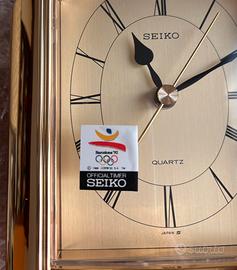 SEIKO
Barcelona'92
OFFICIAL TIMER
SEIKO
QUARTZ
JAPAN